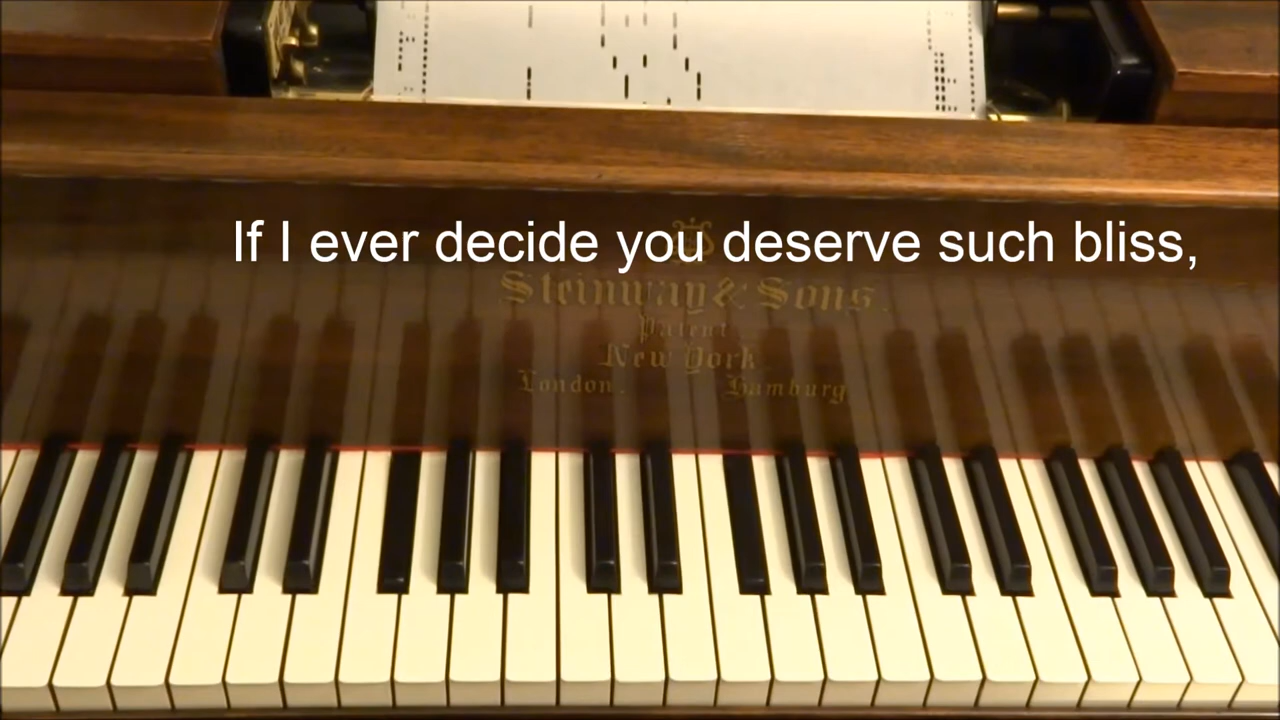 If I ever decide you deserve such bliss,
Steinway & Sons.
Patent
New York
London. Hamburg